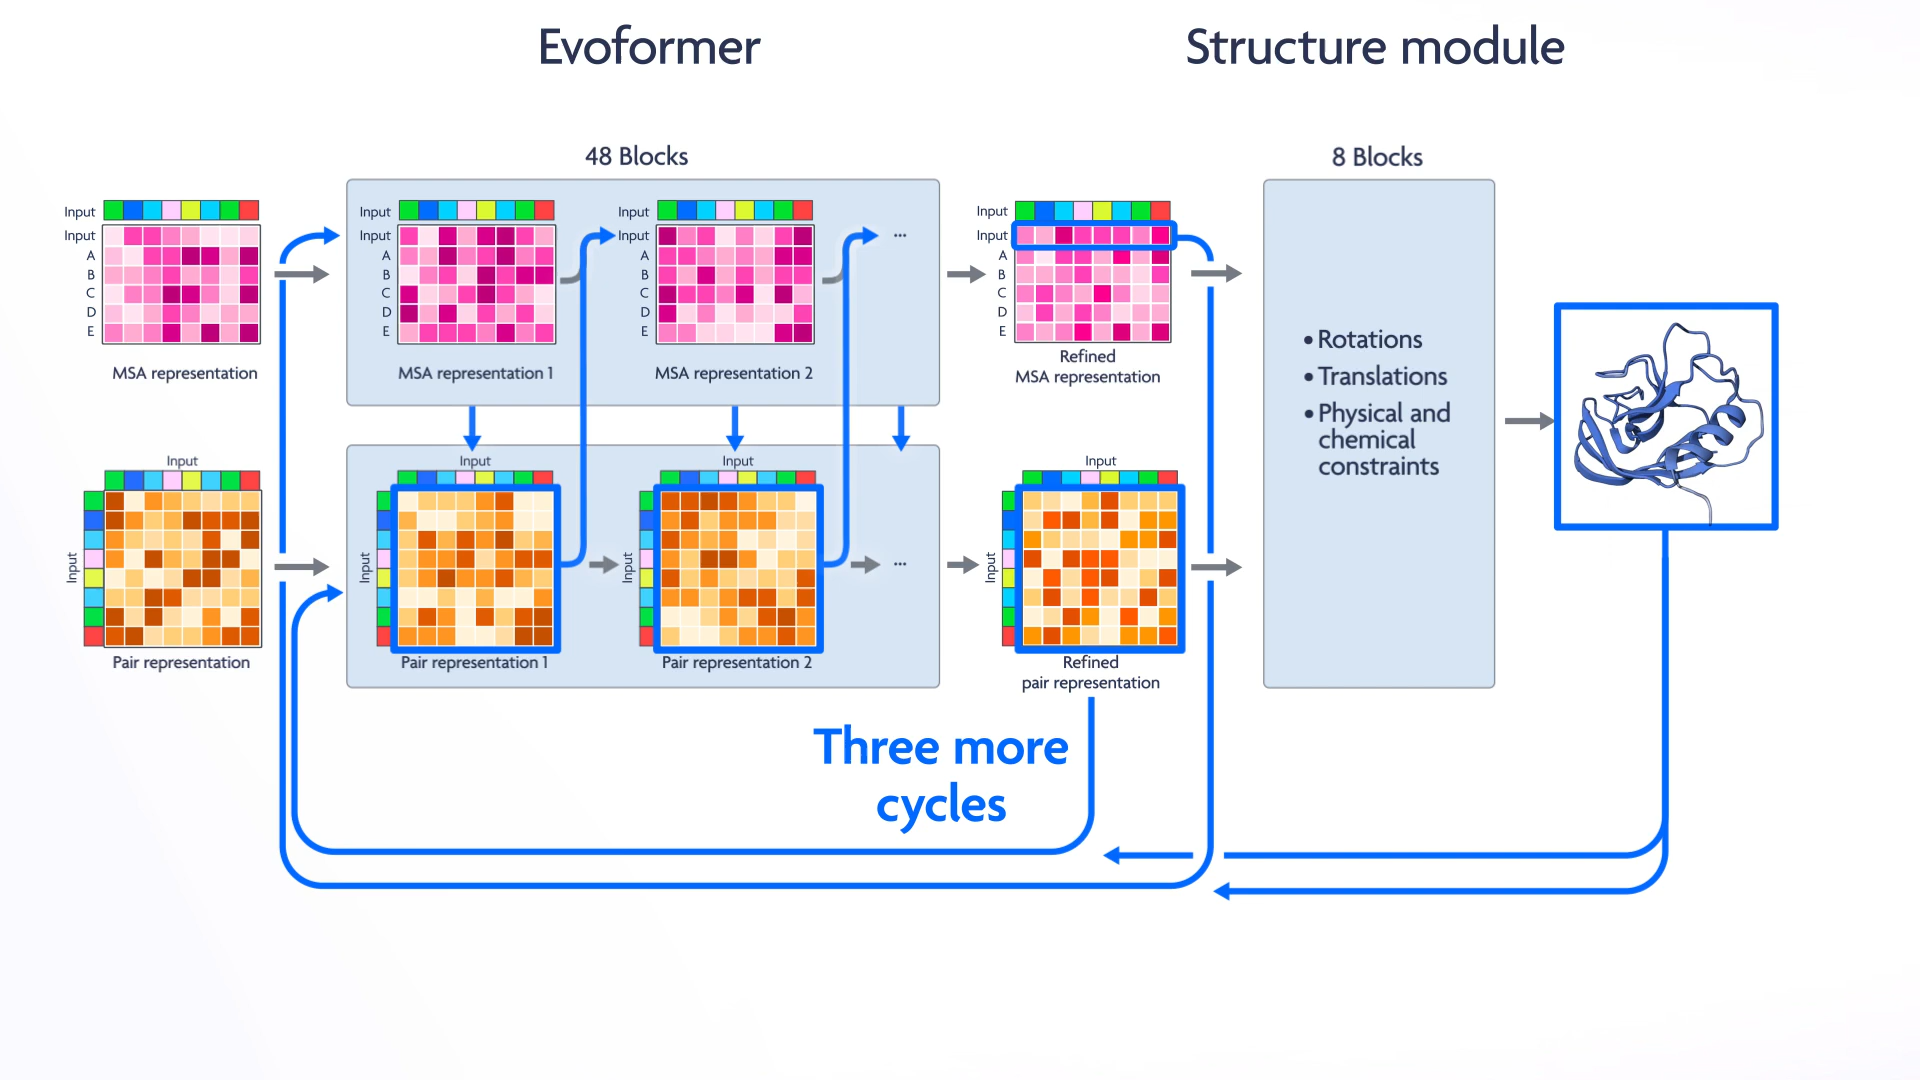 Evoformer
Structure module
48 Blocks
8 Blocks
Input
Input
A
B
C
D
E
MSA representation
Input
Input
A
B
C
D
E
MSA representation 1
Input
Input
A
B
C
D
E
MSA representation 2
...
Input
Input
A
B
C
D
E
Refined
MSA representation
• Rotations
• Translations
• Physical and
chemical
constraints
Input
Input
Pair representation
Input
Input
Pair representation 1
Input
Input
Pair representation 2
...
Input
Input
Refined
pair representation
Three more
cycles